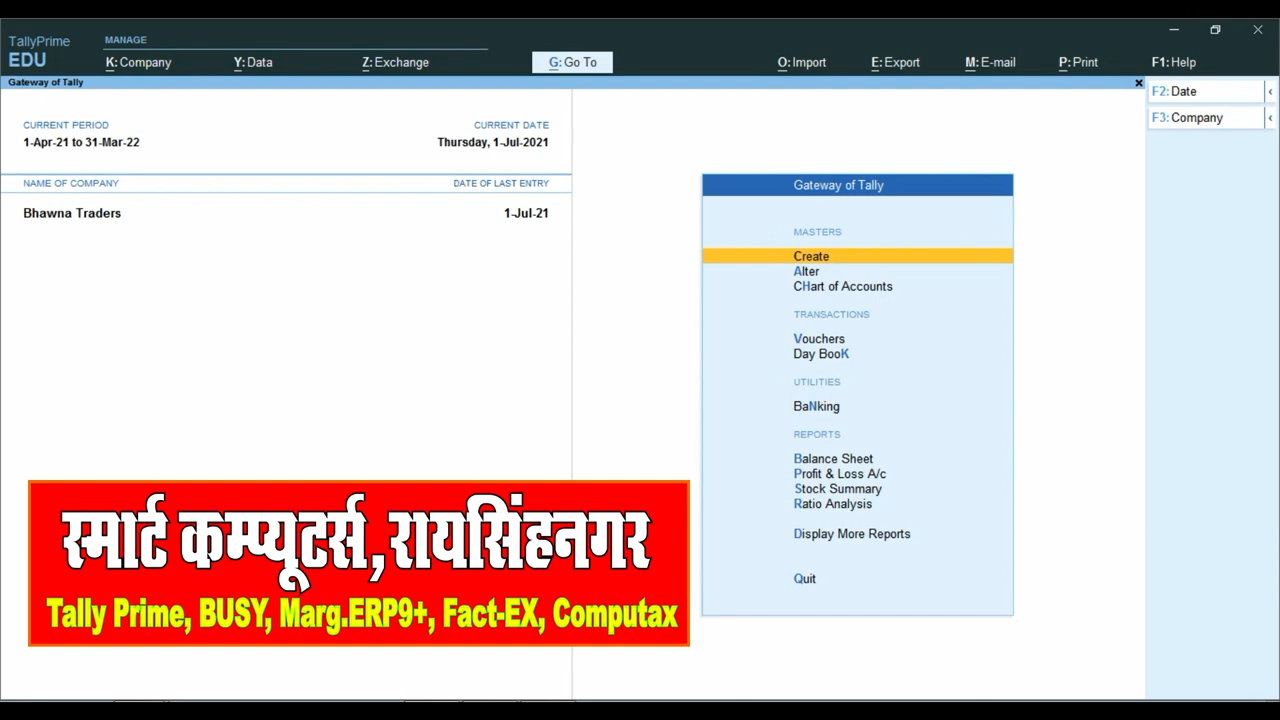 TallyPrime
EDU
MANAGE
K: Company
Y: Data
Z: Exchange
G: Go To
O: Import
E: Export
M: E-mail
P: Print
F1: Help
Gateway of Tally
F2: Date
F3: Company
CURRENT PERIOD
CURRENT DATE
1-Apr-21 to 31-Mar-22
Thursday, 1-Jul-2021
NAME OF COMPANY
DATE OF LAST ENTRY
Bhawna Traders
1-Jul-21
Gateway of Tally
MASTERS
Create
Alter
CHart of Accounts
TRANSACTIONS
Vouchers
Day BooK
UTILITIES
BaNking
REPORTS
Balance Sheet
Profit & Loss A/c
Stock Summary
Ratio Analysis
Display More Reports
Quit
स्मार्ट कम्प्यूटर्स,रायसिंहनगर
Tally Prime, BUSY, Marg.ERP9+, Fact-EX, Computax